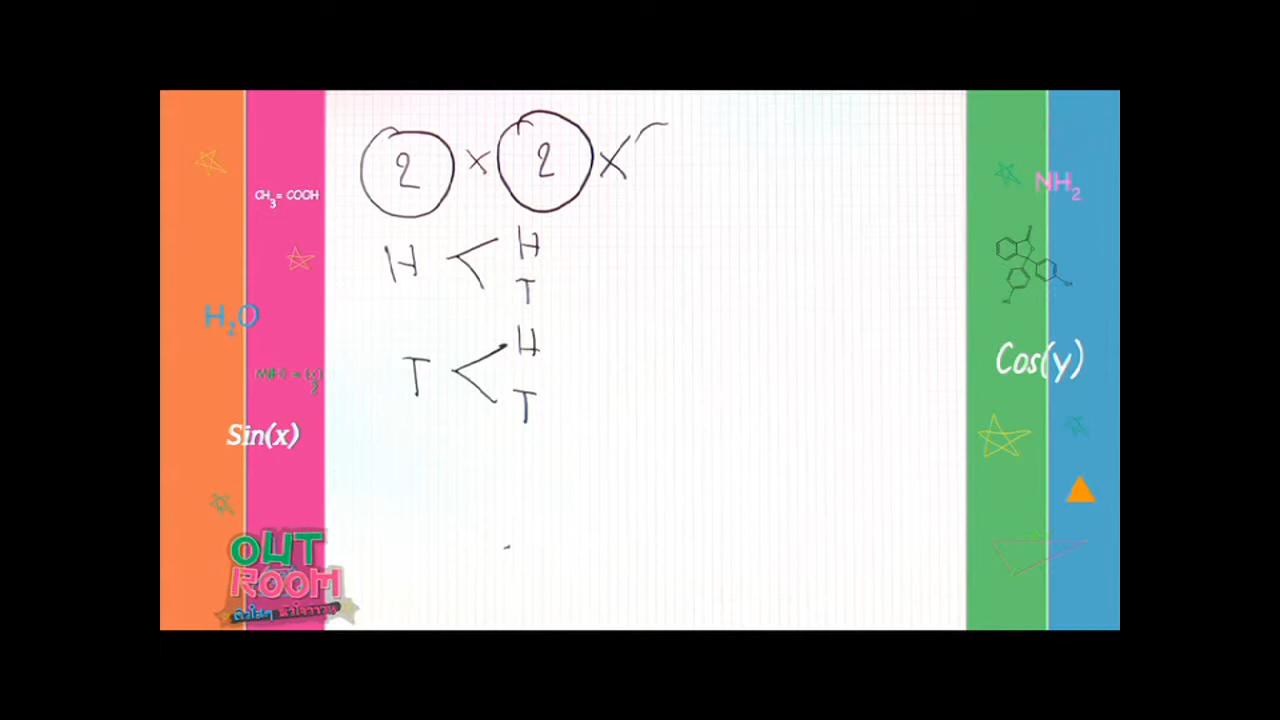 2 x 2 x
H < H
T
T < H
T
CH3 = COOH
H2O
Sin(x)
OUT
ROOM
NH2
Cos(y)